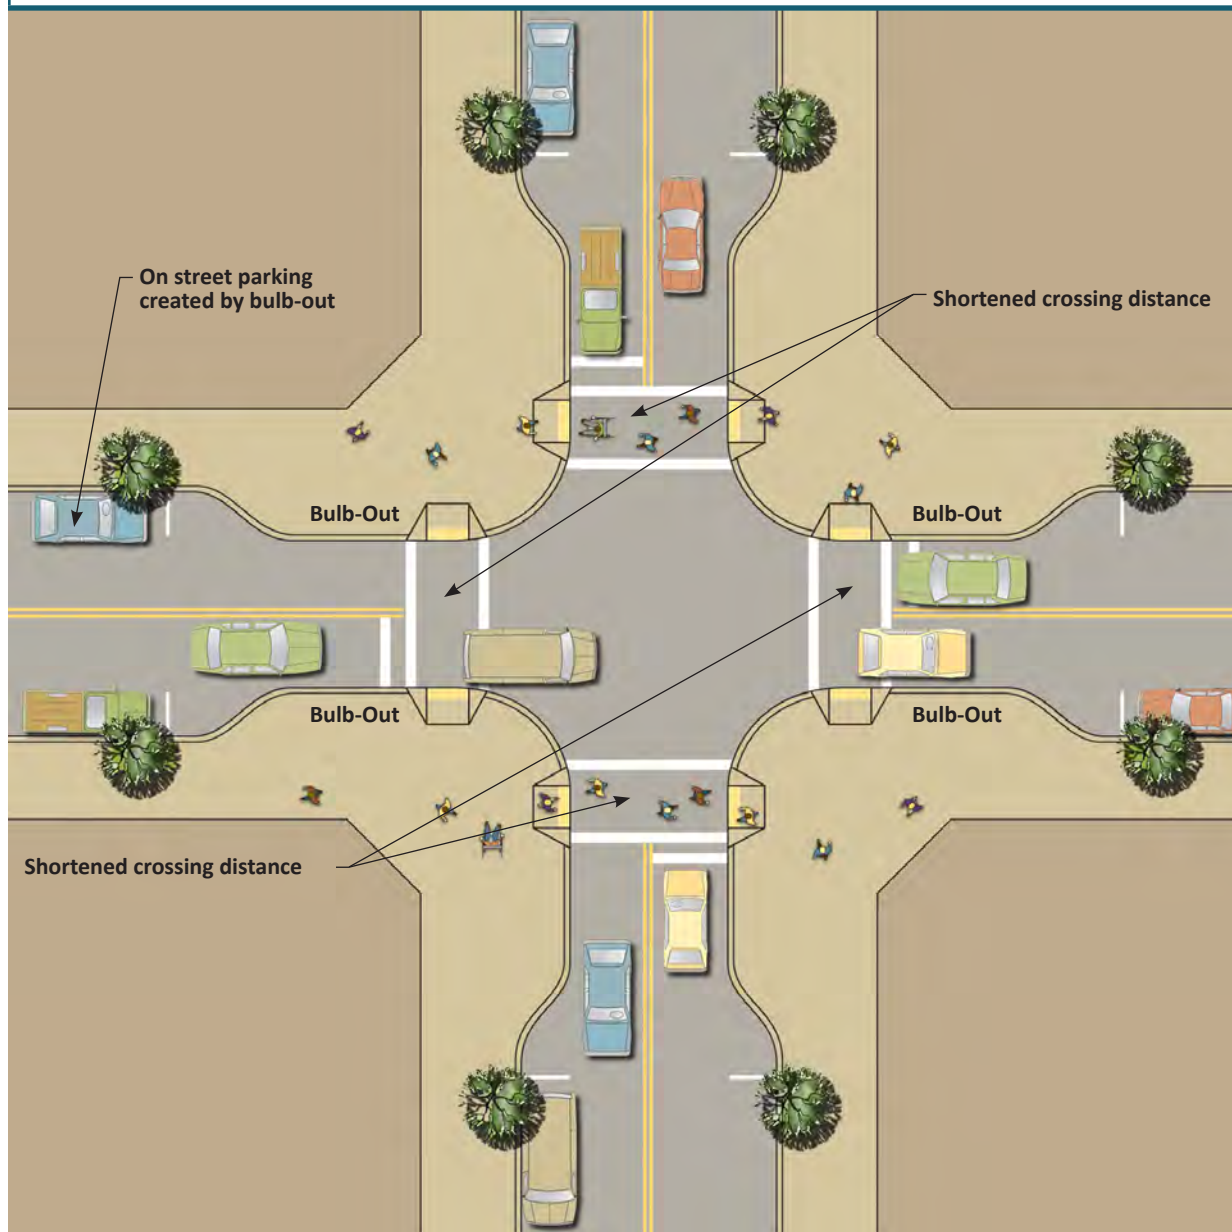 On street parking
created by bulb-out
Shortened crossing distance
Bulb-Out
Bulb-Out
Bulb-Out
Bulb-Out
Shortened crossing distance